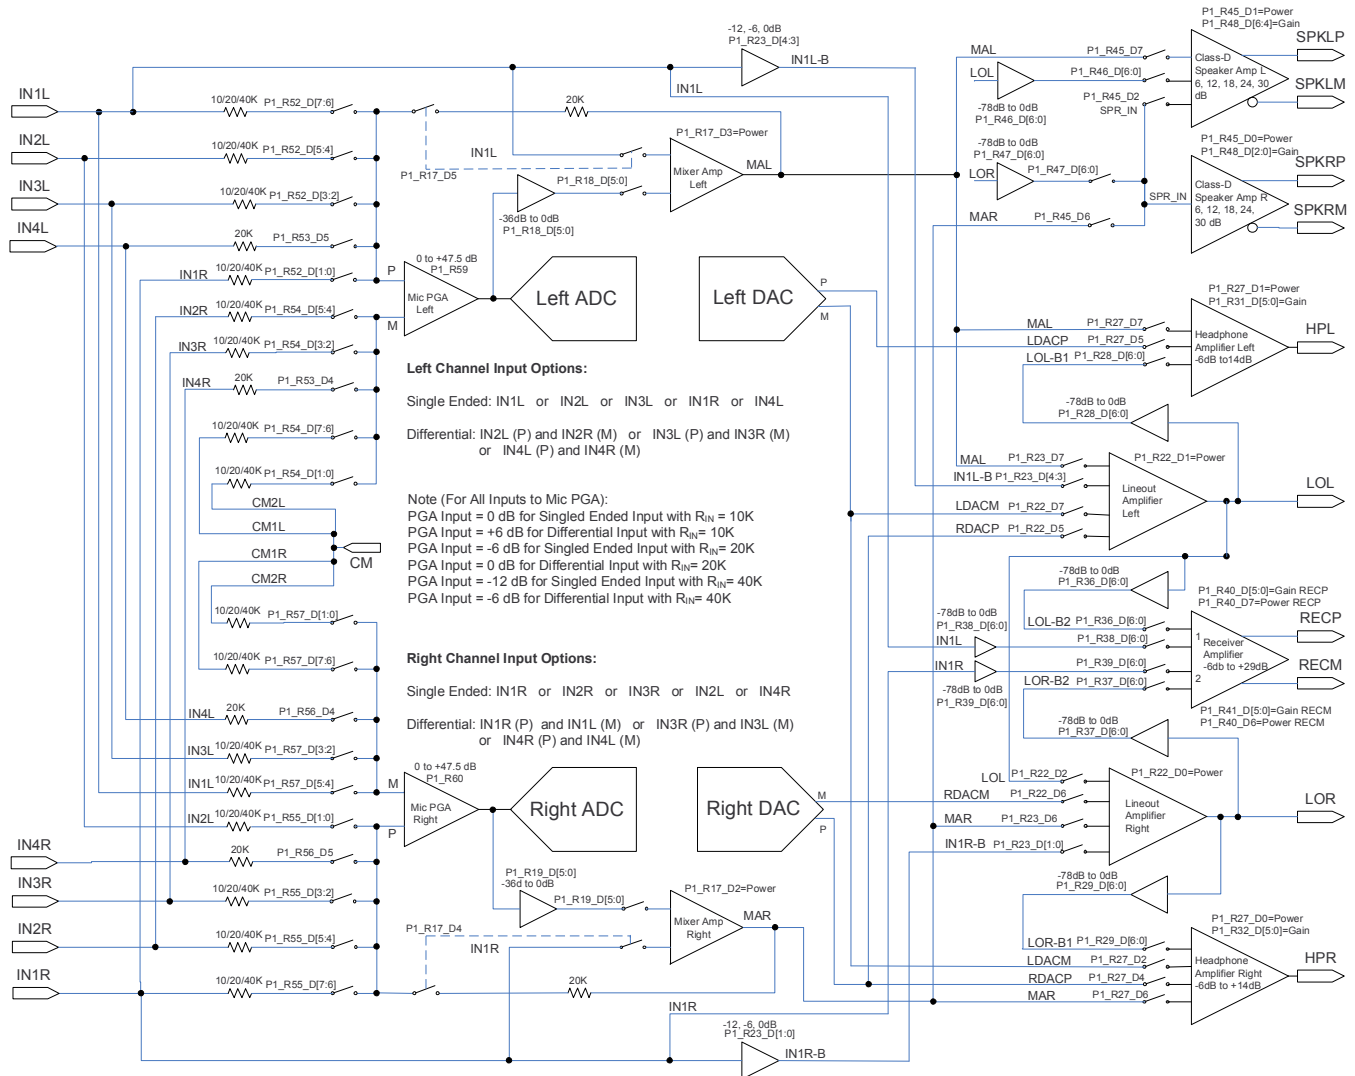 P1_R45_D1=Power
P1_R48_D[6:4]=Gain
SPKLP
-12, -6, 0dB
P1_R23_D[4:3]
IN1L-B
MAL
P1_R45_D7
Class-D
Speaker Amp L
6, 12, 18, 24, 30
dB
LOL
P1_R46_D[6:0]
SPKLM
-78dB to 0dB
P1_R46_D[6:0]
P1_R45_D2
SPR_IN
IN1L
10/20/40K
P1_R52_D[7:6]
20K
IN1L
-78dB to 0dB
P1_R47_D[6:0]
P1_R45_D0=Power
P1_R48_D[2:0]=Gain
IN2L
10/20/40K
P1_R52_D[5:4]
IN1L
P1_R17_D3=Power
Mixer Amp
Left
MAL
LOR
P1_R47_D[6:0]
Class-D
Speaker Amp R
6, 12, 18, 24,
30 dB
SPKRP
P1_R17_D5
P1_R18_D[5:0]
IN3L
10/20/40K
P1_R52_D[3:2]
-36dB to 0dB
P1_R18_D[5:0]
SPR_IN
MAR
P1_R45_D6
SPKRM
IN4L
20K
P1_R53_D5
IN1R
10/20/40K
P1_R52_D[1:0]
0 to +47.5 dB
P1_R59
P
Mic PGA
Left
M
Left ADC
Left DAC
P
M
IN2R
10/20/40K
P1_R54_D[5:4]
P1_R27_D1=Power
P1_R31_D[5:0]=Gain
MAL
P1_R27_D7
LDACP
P1_R27_D5
LOL-B1
P1_R28_D[6:0]
Headphone
Amplifier Left
-6dB to14dB
HPL
IN3R
10/20/40K
P1_R54_D[3:2]
IN4R
20K
P1_R53_D4
Left Channel Input Options:
Single Ended: IN1L or IN2L or IN3L or IN1R or IN4L
Differential: IN2L (P) and IN2R (M) or IN3L (P) and IN3R (M)
or IN4L (P) and IN4R (M)
-78dB to 0dB
P1_R28_D[6:0]
10/20/40K
P1_R54_D[7:6]
10/20/40K
P1_R54_D[1:0]
MAL
P1_R23_D7
IN1L-B
P1_R23_D[4:3]
LDACM
P1_R22_D7
RDACP
P1_R22_D5
P1_R22_D1=Power
Lineout
Amplifier
Left
LOL
CM2L
CM1L
CM
CM1R
CM2R
Note (For All Inputs to Mic PGA):
PGA Input = 0 dB for Singled Ended Input with RIN = 10K
PGA Input = +6 dB for Differential Input with RIN = 10K
PGA Input = -6 dB for Singled Ended Input with RIN= 20K
PGA Input = 0 dB for Differential Input with RIN= 20K
PGA Input = -12 dB for Singled Ended Input with RIN= 40K
PGA Input = -6 dB for Differential Input with RIN= 40K
-78dB to 0dB
P1_R36_D[6:0]
P1_R40_D[5:0]=Gain RECP
P1_R40_D7=Power RECP
10/20/40K
P1_R57_D[1:0]
-78dB to 0dB
P1_R38_D[6:0]
LOL-B2
P1_R36_D[6:0]
IN1L
P1_R38_D[6:0]
IN1R
P1_R39_D[6:0]
-78dB to 0dB
P1_R39_D[6:0]
LOR-B2
P1_R37_D[6:0]
1
Receiver
Amplifier
-6db to +29dB
2
RECP
RECM
10/20/40K
P1_R57_D[7:6]
Right Channel Input Options:
Single Ended: IN1R or IN2R or IN3R or IN2L or IN4R
Differential: IN1R (P) and IN1L (M) or IN3R (P) and IN3L (M)
or IN4R (P) and IN4L (M)
P1_R41_D[5:0]=Gain RECM
P1_R40_D6=Power RECM
IN4L
20K
P1_R56_D4
-78dB to 0dB
P1_R37_D[6:0]
IN3L
10/20/40K
P1_R57_D[3:2]
IN1L
10/20/40K
P1_R57_D[5:4]
0 to +47.5 dB
P1_R60
M
Mic PGA
Right
P
Right ADC
Right DAC
M
P
LOL
P1_R22_D2
RDACM
P1_R22_D6
MAR
P1_R23_D6
IN1R-B
P1_R23_D[1:0]
P1_R22_D0=Power
Lineout
Amplifier
Right
LOR
IN2L
10/20/40K
P1_R55_D[1:0]
IN4R
20K
P1_R56_D5
IN3R
10/20/40K
P1_R55_D[3:2]
P1_R19_D[5:0]
-36d to 0dB
P1_R19_D[5:0]
P1_R17_D2=Power
Mixer Amp
Right
MAR
-78dB to 0dB
P1_R29_D[6:0]
IN2R
10/20/40K
P1_R55_D[5:4]
P1_R17_D4
IN1R
P1_R27_D0=Power
P1_R32_D[5:0]=Gain
LOR-B1
P1_R29_D[6:0]
LDACM
P1_R27_D2
RDACP
P1_R27_D4
MAR
P1_R27_D6
Headphone
Amplifier Right
-6dB to +14dB
HPR
IN1R
10/20/40K
P1_R55_D[7:6]
20K
IN1R
-12, -6, 0dB
P1_R23_D[1:0]
IN1R-B